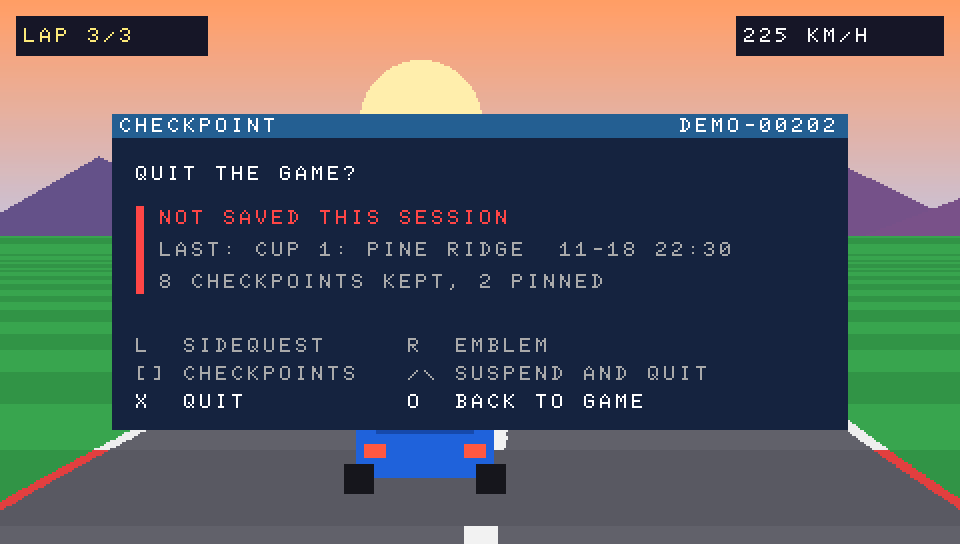 LAP 3/3
225 KM/H
CHECKPOINT
DEMO-00202
QUIT THE GAME?
NOT SAVED THIS SESSION
LAST: CUP 1: PINE RIDGE 11-18 22:30
8 CHECKPOINTS KEPT, 2 PINNED
L SIDEQUEST R EMBLEM
[] CHECKPOINTS /\ SUSPEND AND QUIT
X QUIT O BACK TO GAME